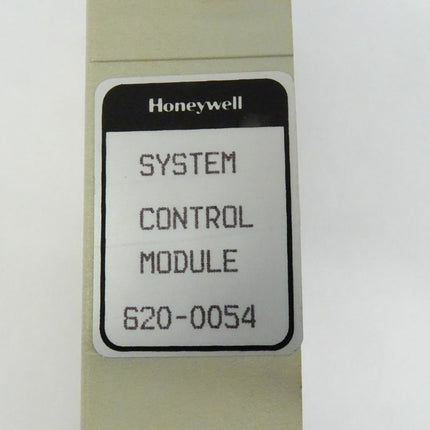 Honeywell
SYSTEM
CONTROL
MODULE
620-0054